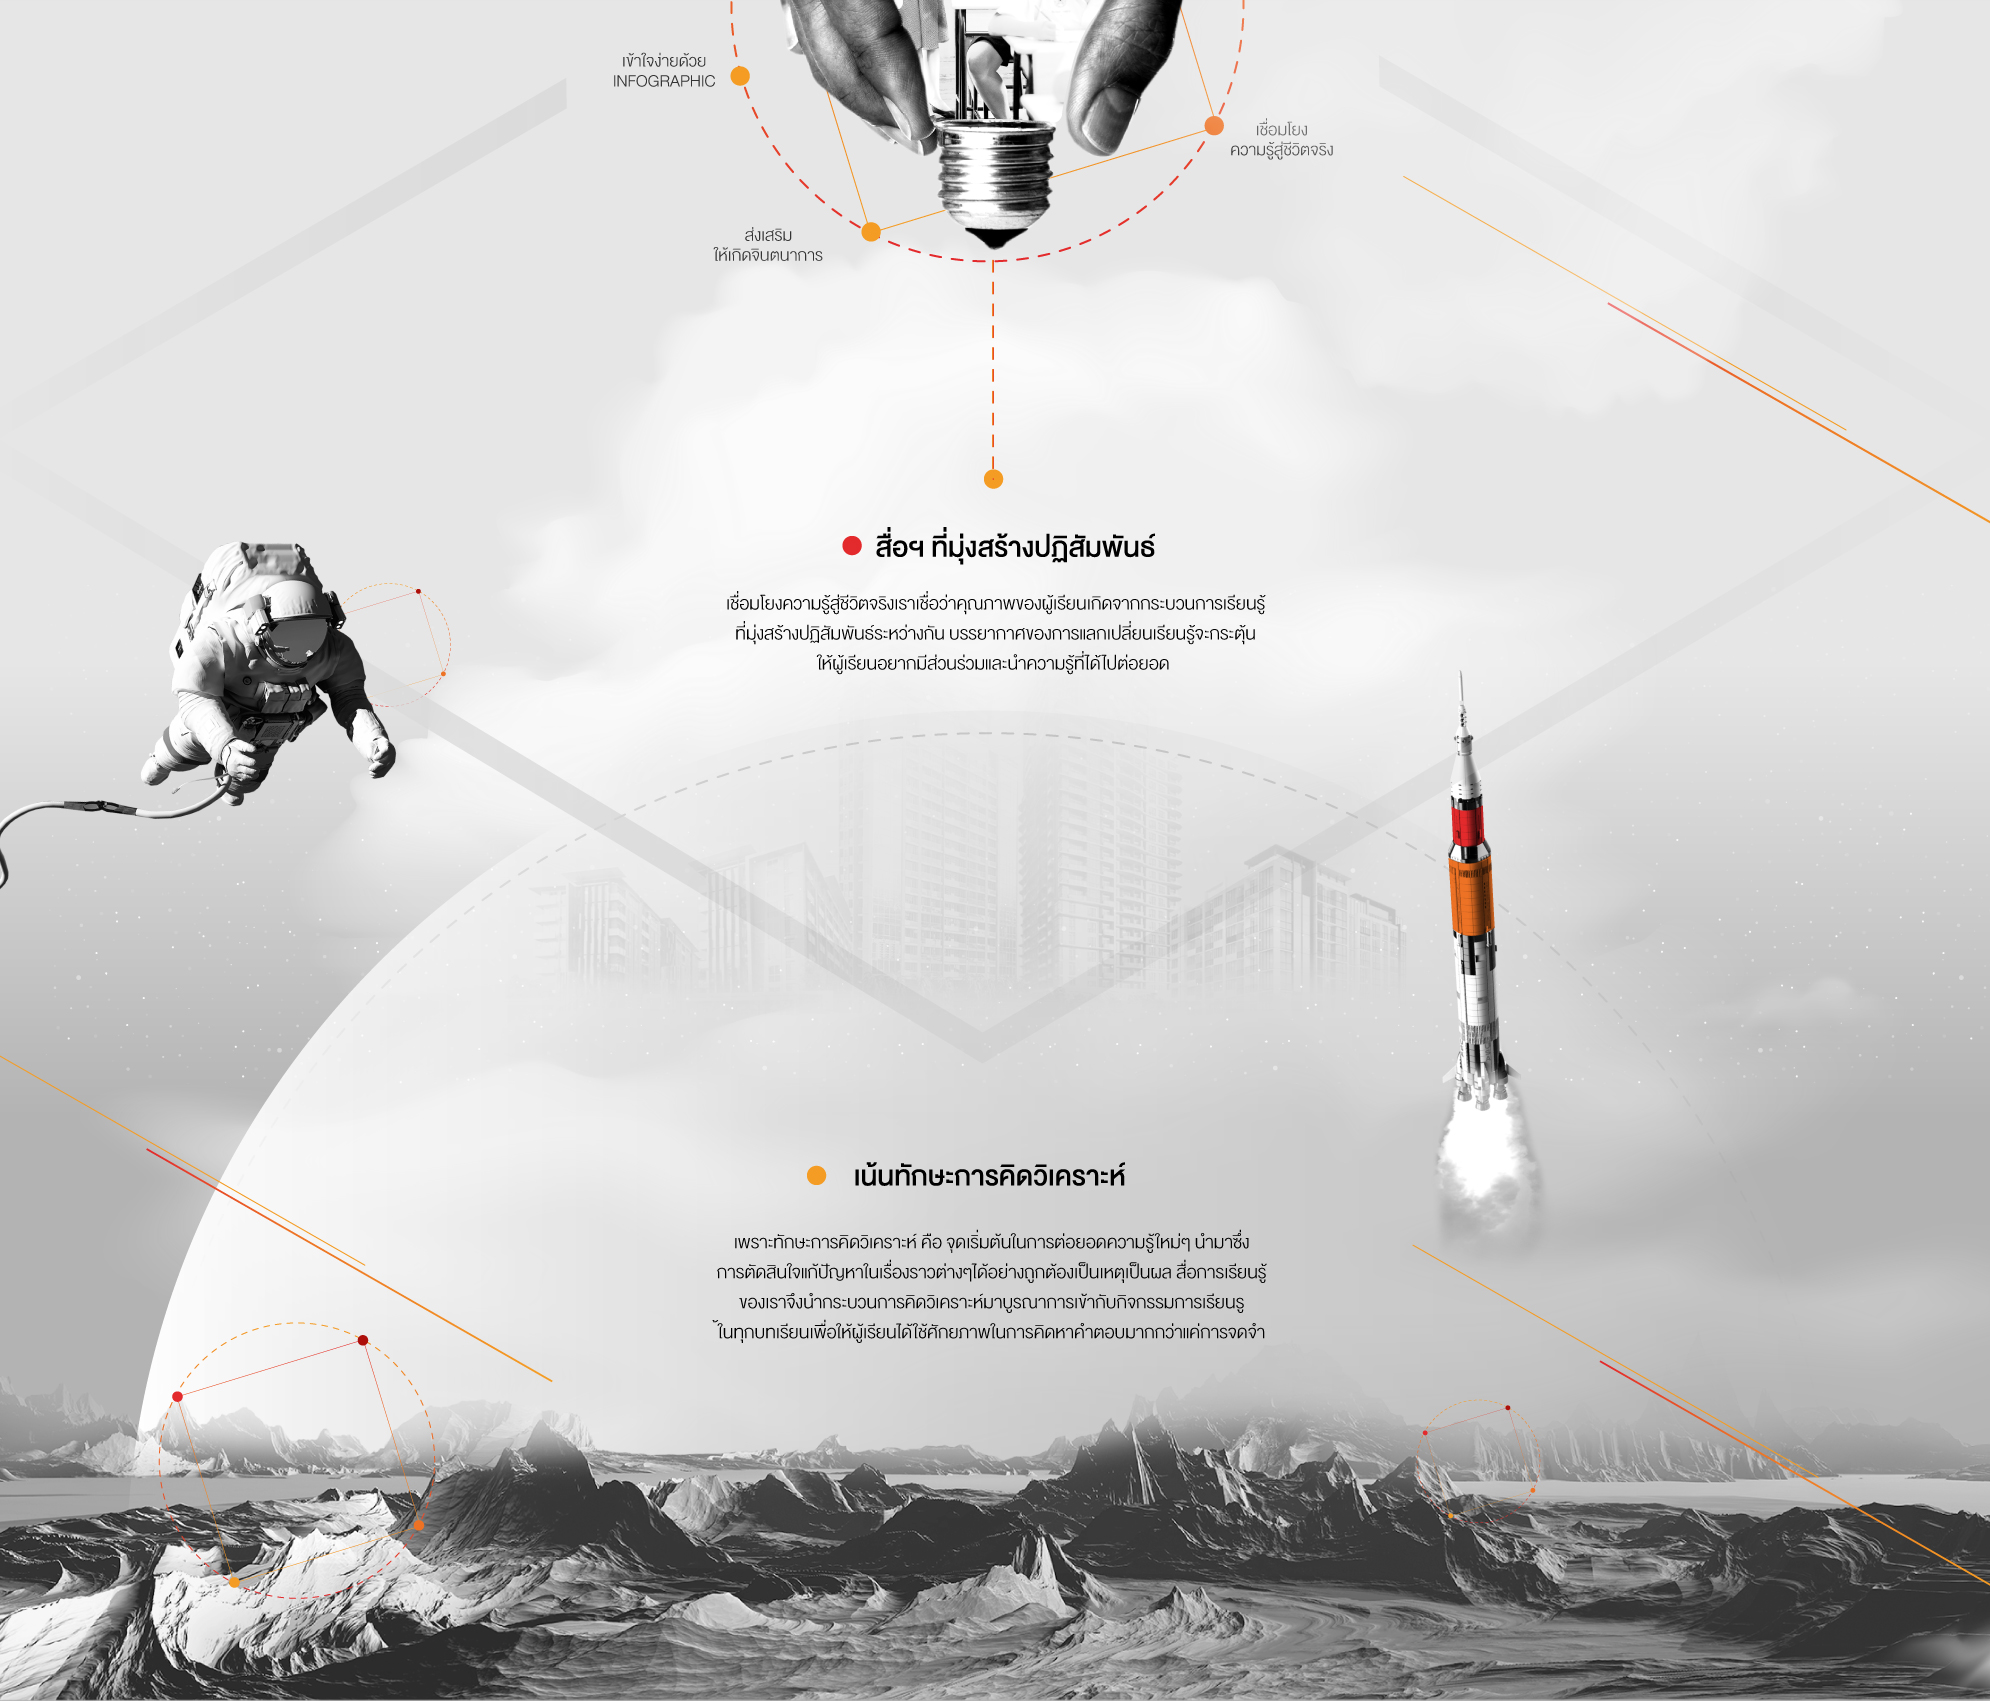 เข้าใจง่ายด้วย
INFOGRAPHIC
เชื่อมโยง
ความรู้สู่ชีวิตจริง
ส่งเสริม
ให้เกิดจินตนาการ
สื่อฯ ที่มุ่งสร้างปฏิสัมพันธ์
เชื่อมโยงความรู้สู่ชีวิตจริงเราเชื่อว่าคุณภาพของผู้เรียนเกิดจากกระบวนการเรียนรู้
ที่มุ่งสร้างปฏิสัมพันธ์ระหว่างกัน บรรยากาศของการแลกเปลี่ยนเรียนรู้จะกระตุ้น
ให้ผู้เรียนอยากมีส่วนร่วมและนำความรู้ที่ได้ไปต่อยอด
เน้นทักษะการคิดวิเคราะห์
เพราะทักษะการคิดวิเคราะห์ คือ จุดเริ่มต้นในการต่อยอดความรู้ใหม่ๆ นำมาซึ่ง
การตัดสินใจแก้ปัญหาในเรื่องราวต่างๆได้อย่างถูกต้องเป็นเหตุเป็นผล สื่อการเรียนรู้
ของเราจึงนำกระบวนการคิดวิเคราะห์มาบูรณาการเข้ากับกิจกรรมการเรียนรู
้ในทุกบทเรียนเพื่อให้ผู้เรียนได้ใช้ศักยภาพในการคิดหาคำตอบมากกว่าแค่การจดจำ